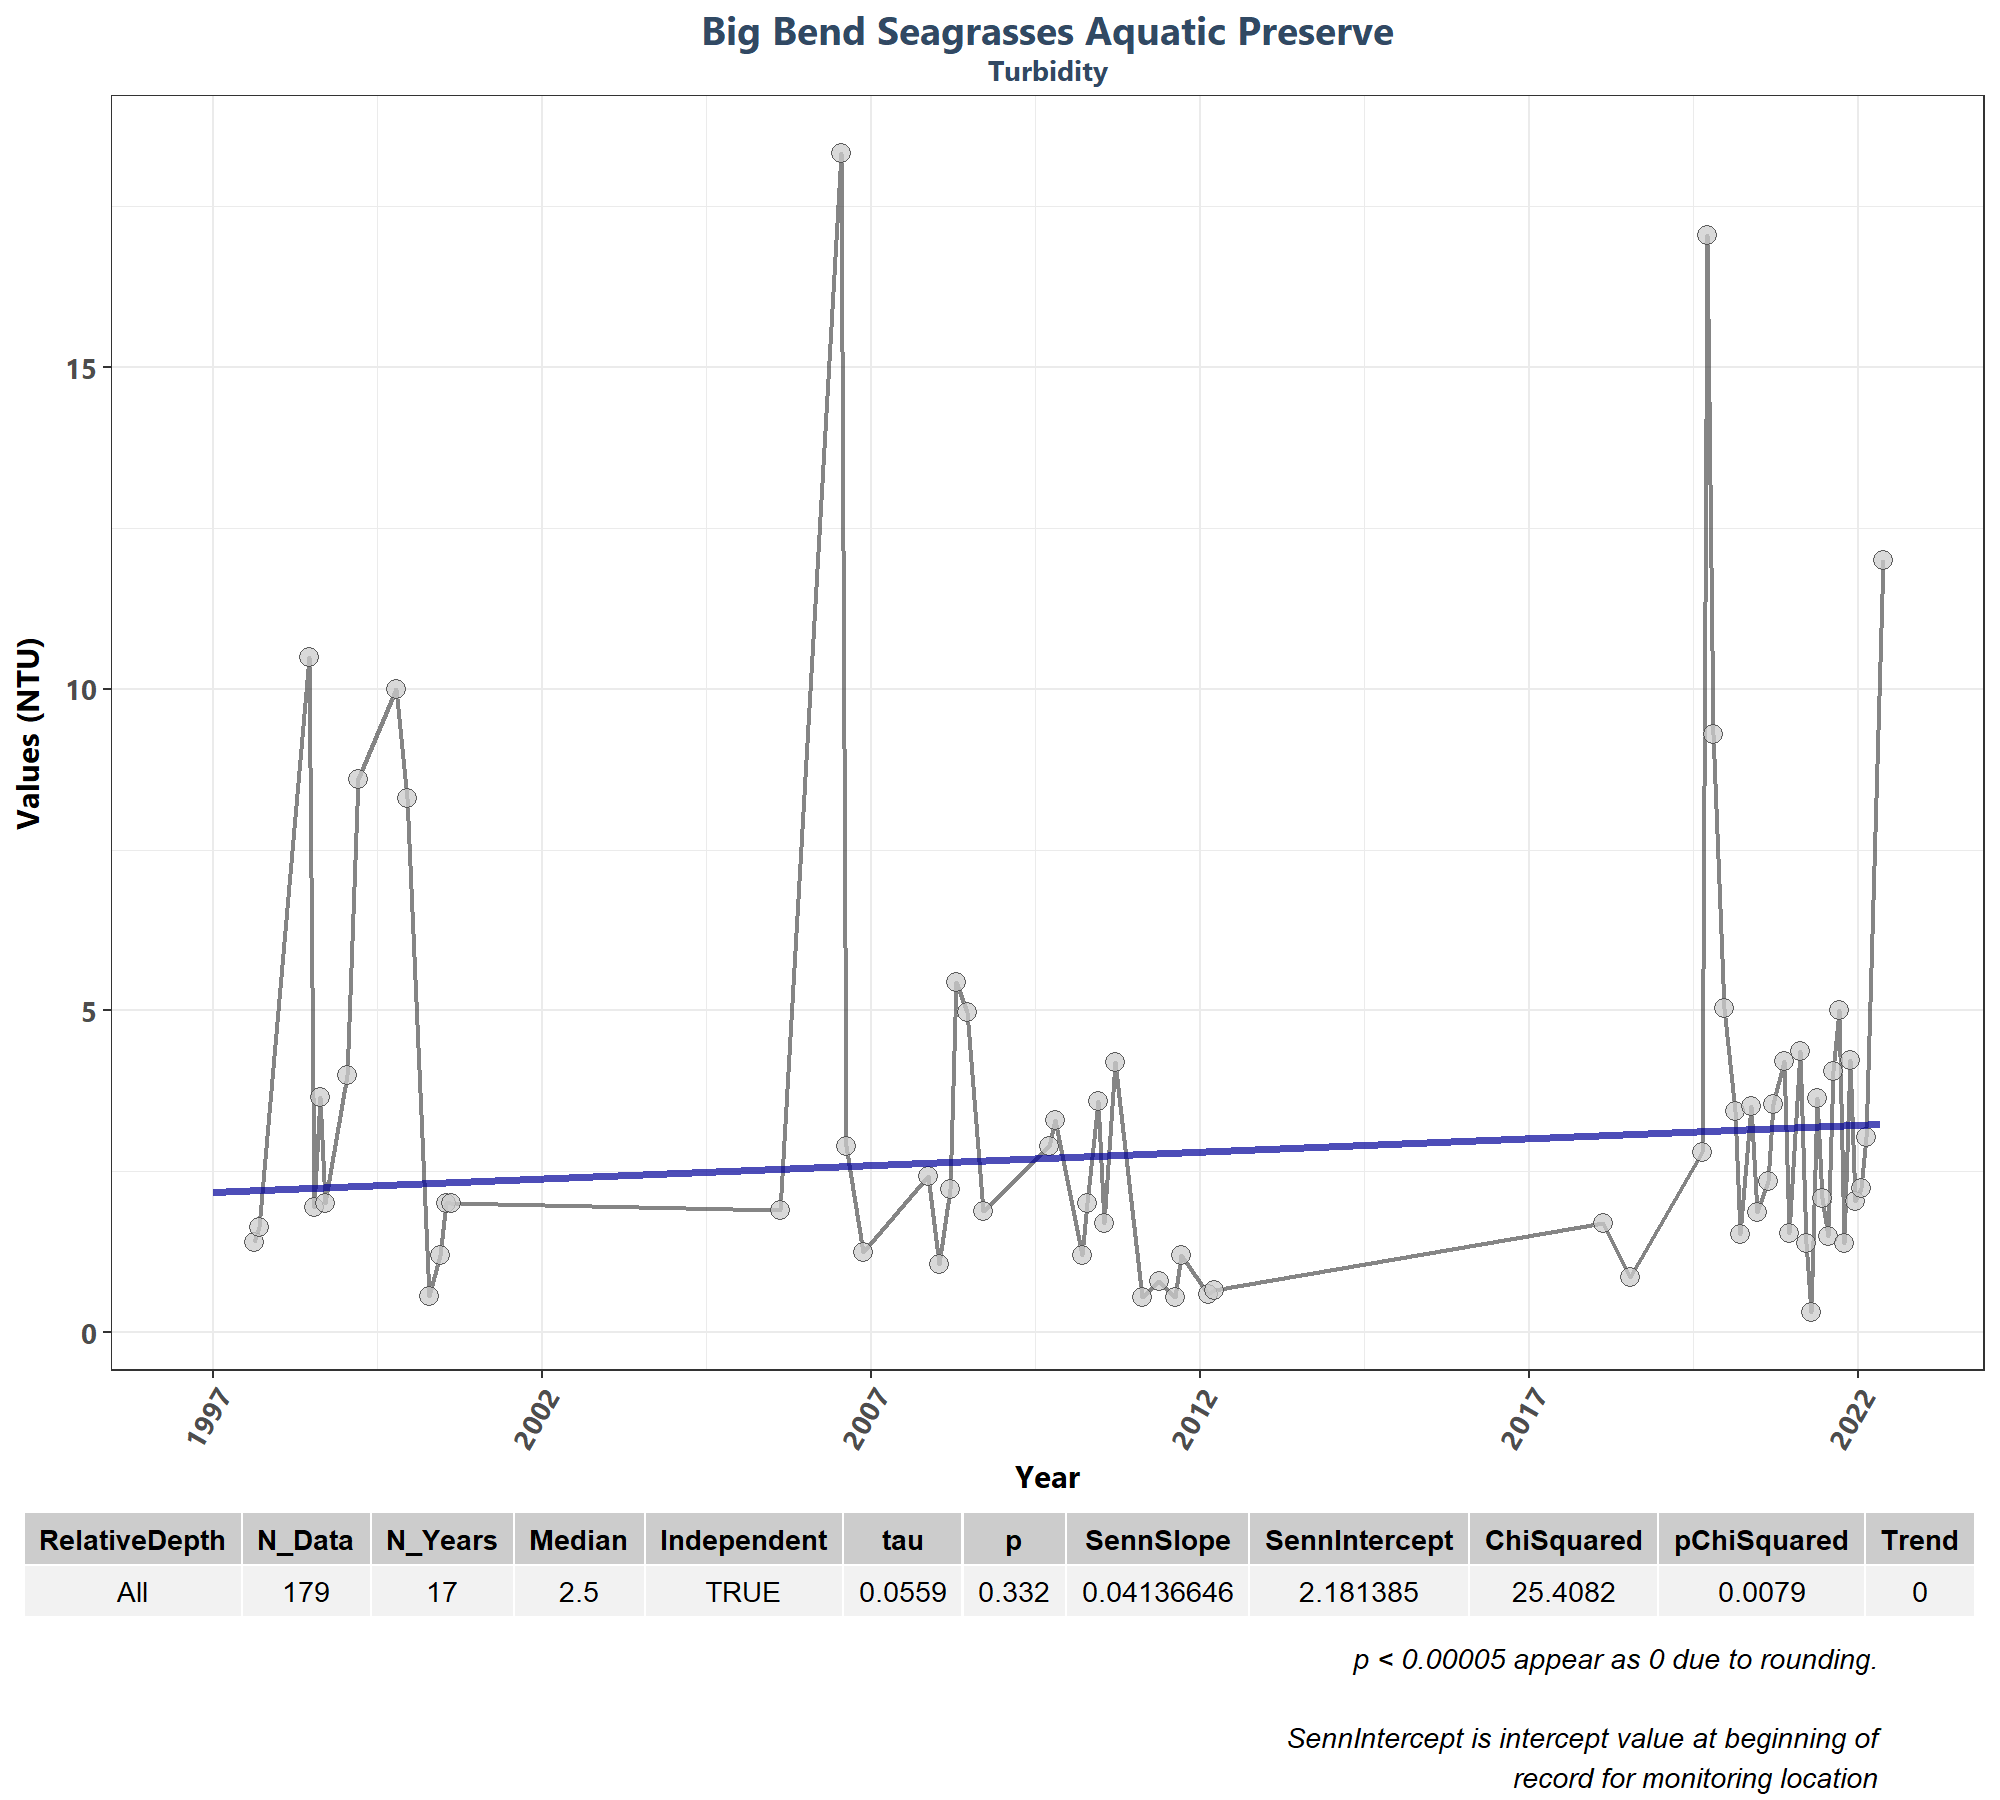 Big Bend Seagrasses Aquatic Preserve
Turbidity
Values (NTU)
15
10
5
0
1997 2002 2007 2012 2017 2022
Year
RelativeDepth N_Data N_Years Median Independent tau p SennSlope SennIntercept ChiSquared pChiSquared Trend
All 179 17 2.5 TRUE 0.0559 0.332 0.04136646 2.181385 25.4082 0.0079 0
p < 0.00005 appear as 0 due to rounding.
SennIntercept is intercept value at beginning of
record for monitoring location